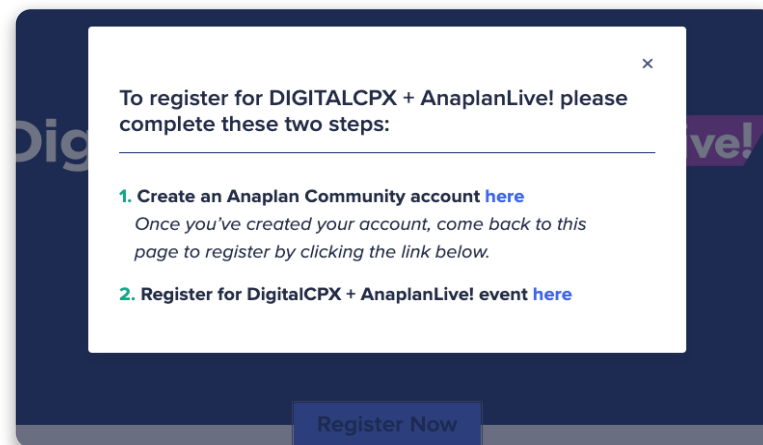 ×
To register for DIGITALCPX + AnaplanLive! please
complete these two steps:
Dig
ve!
1. Create an Anaplan Community account here
Once you've created your account, come back to this
page to register by clicking the link below.
2. Register for DigitalCPX + AnaplanLive! event here
Register Now